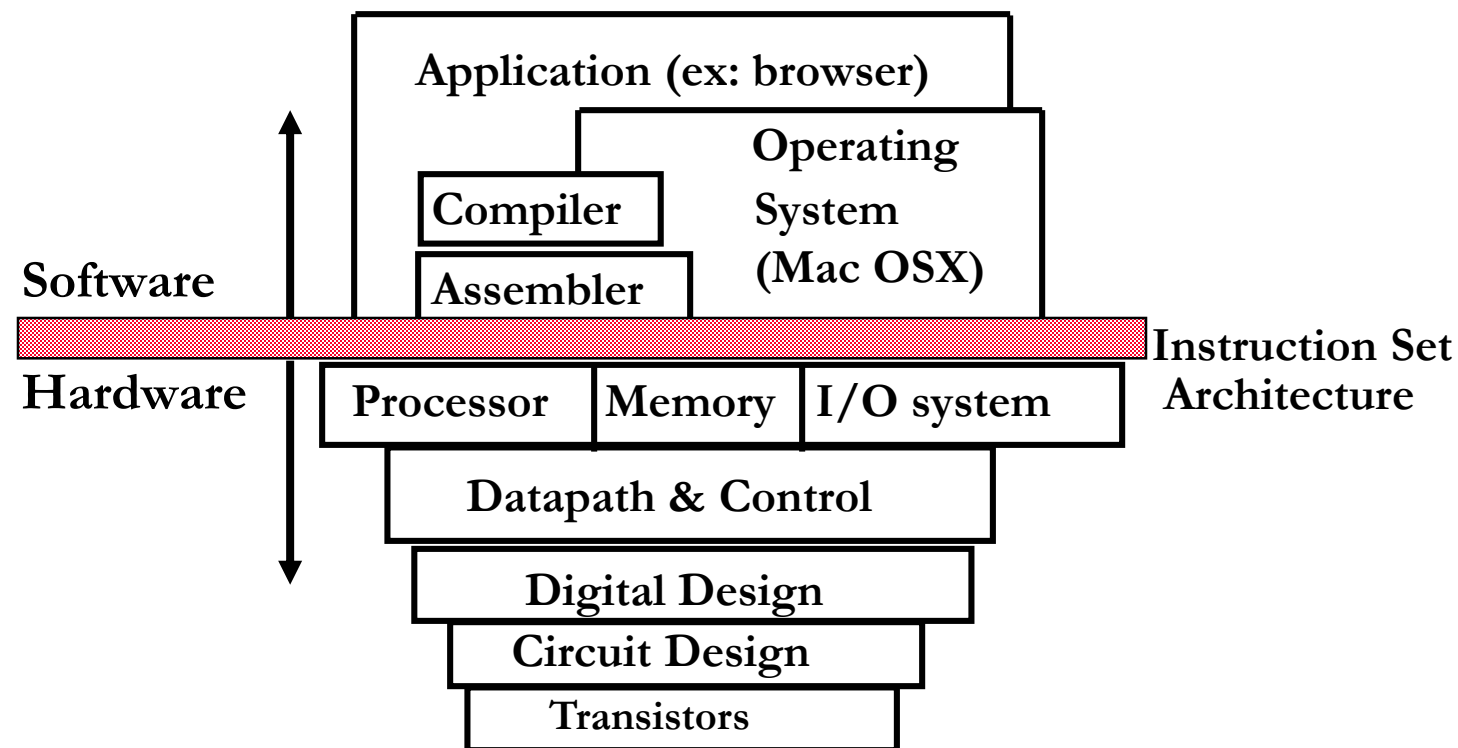 Application (ex: browser)
Operating
System
(Mac OSX)
Compiler
Assembler
Software
Instruction Set
Architecture
Hardware
Processor
Memory
I/O system
Datapath & Control
Digital Design
Circuit Design
Transistors